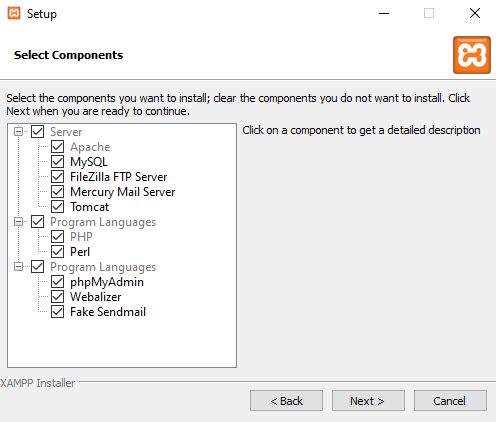 Setup
Select Components
Select the components you want to install; clear the components you do not want to install. Click
Next when you are ready to continue.
Server
Apache
MySQL
FileZilla FTP Server
Mercury Mail Server
Tomcat
Program Languages
PHP
Perl
Program Languages
phpMyAdmin
Webalizer
Fake Sendmail
Click on a component to get a detailed description
XAMPP Installer
< Back
Next >
Cancel